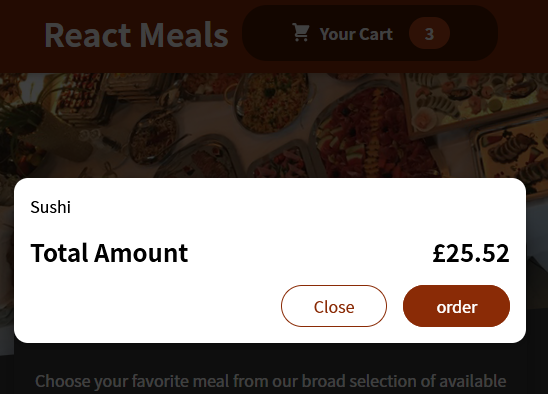 React Meals
Your Cart 3
Sushi
Total Amount £25.52
Close order
Choose your favorite meal from our broad selection of available